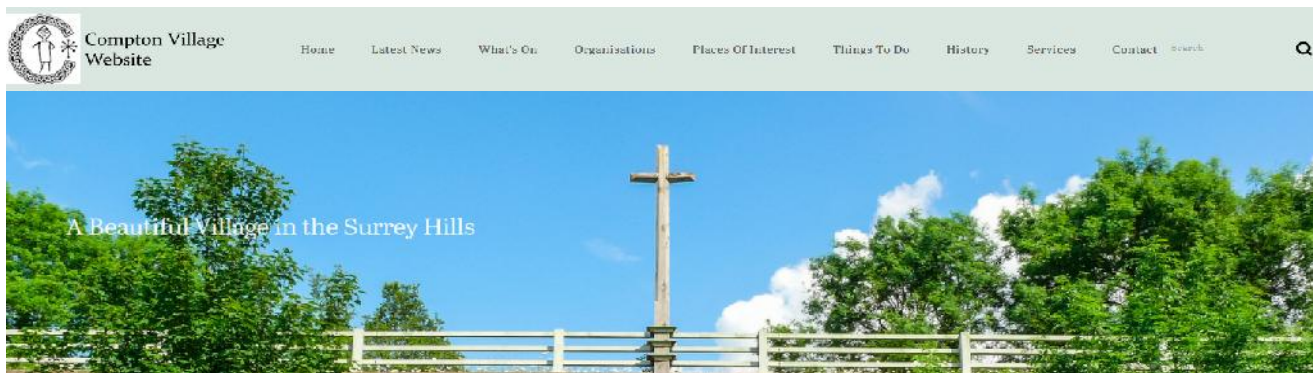 Compton Village
Website
Home Latest News What's On Organisations Places Of Interest Things To Do History Services Contact Search
A Beautiful Village in the Surrey Hills